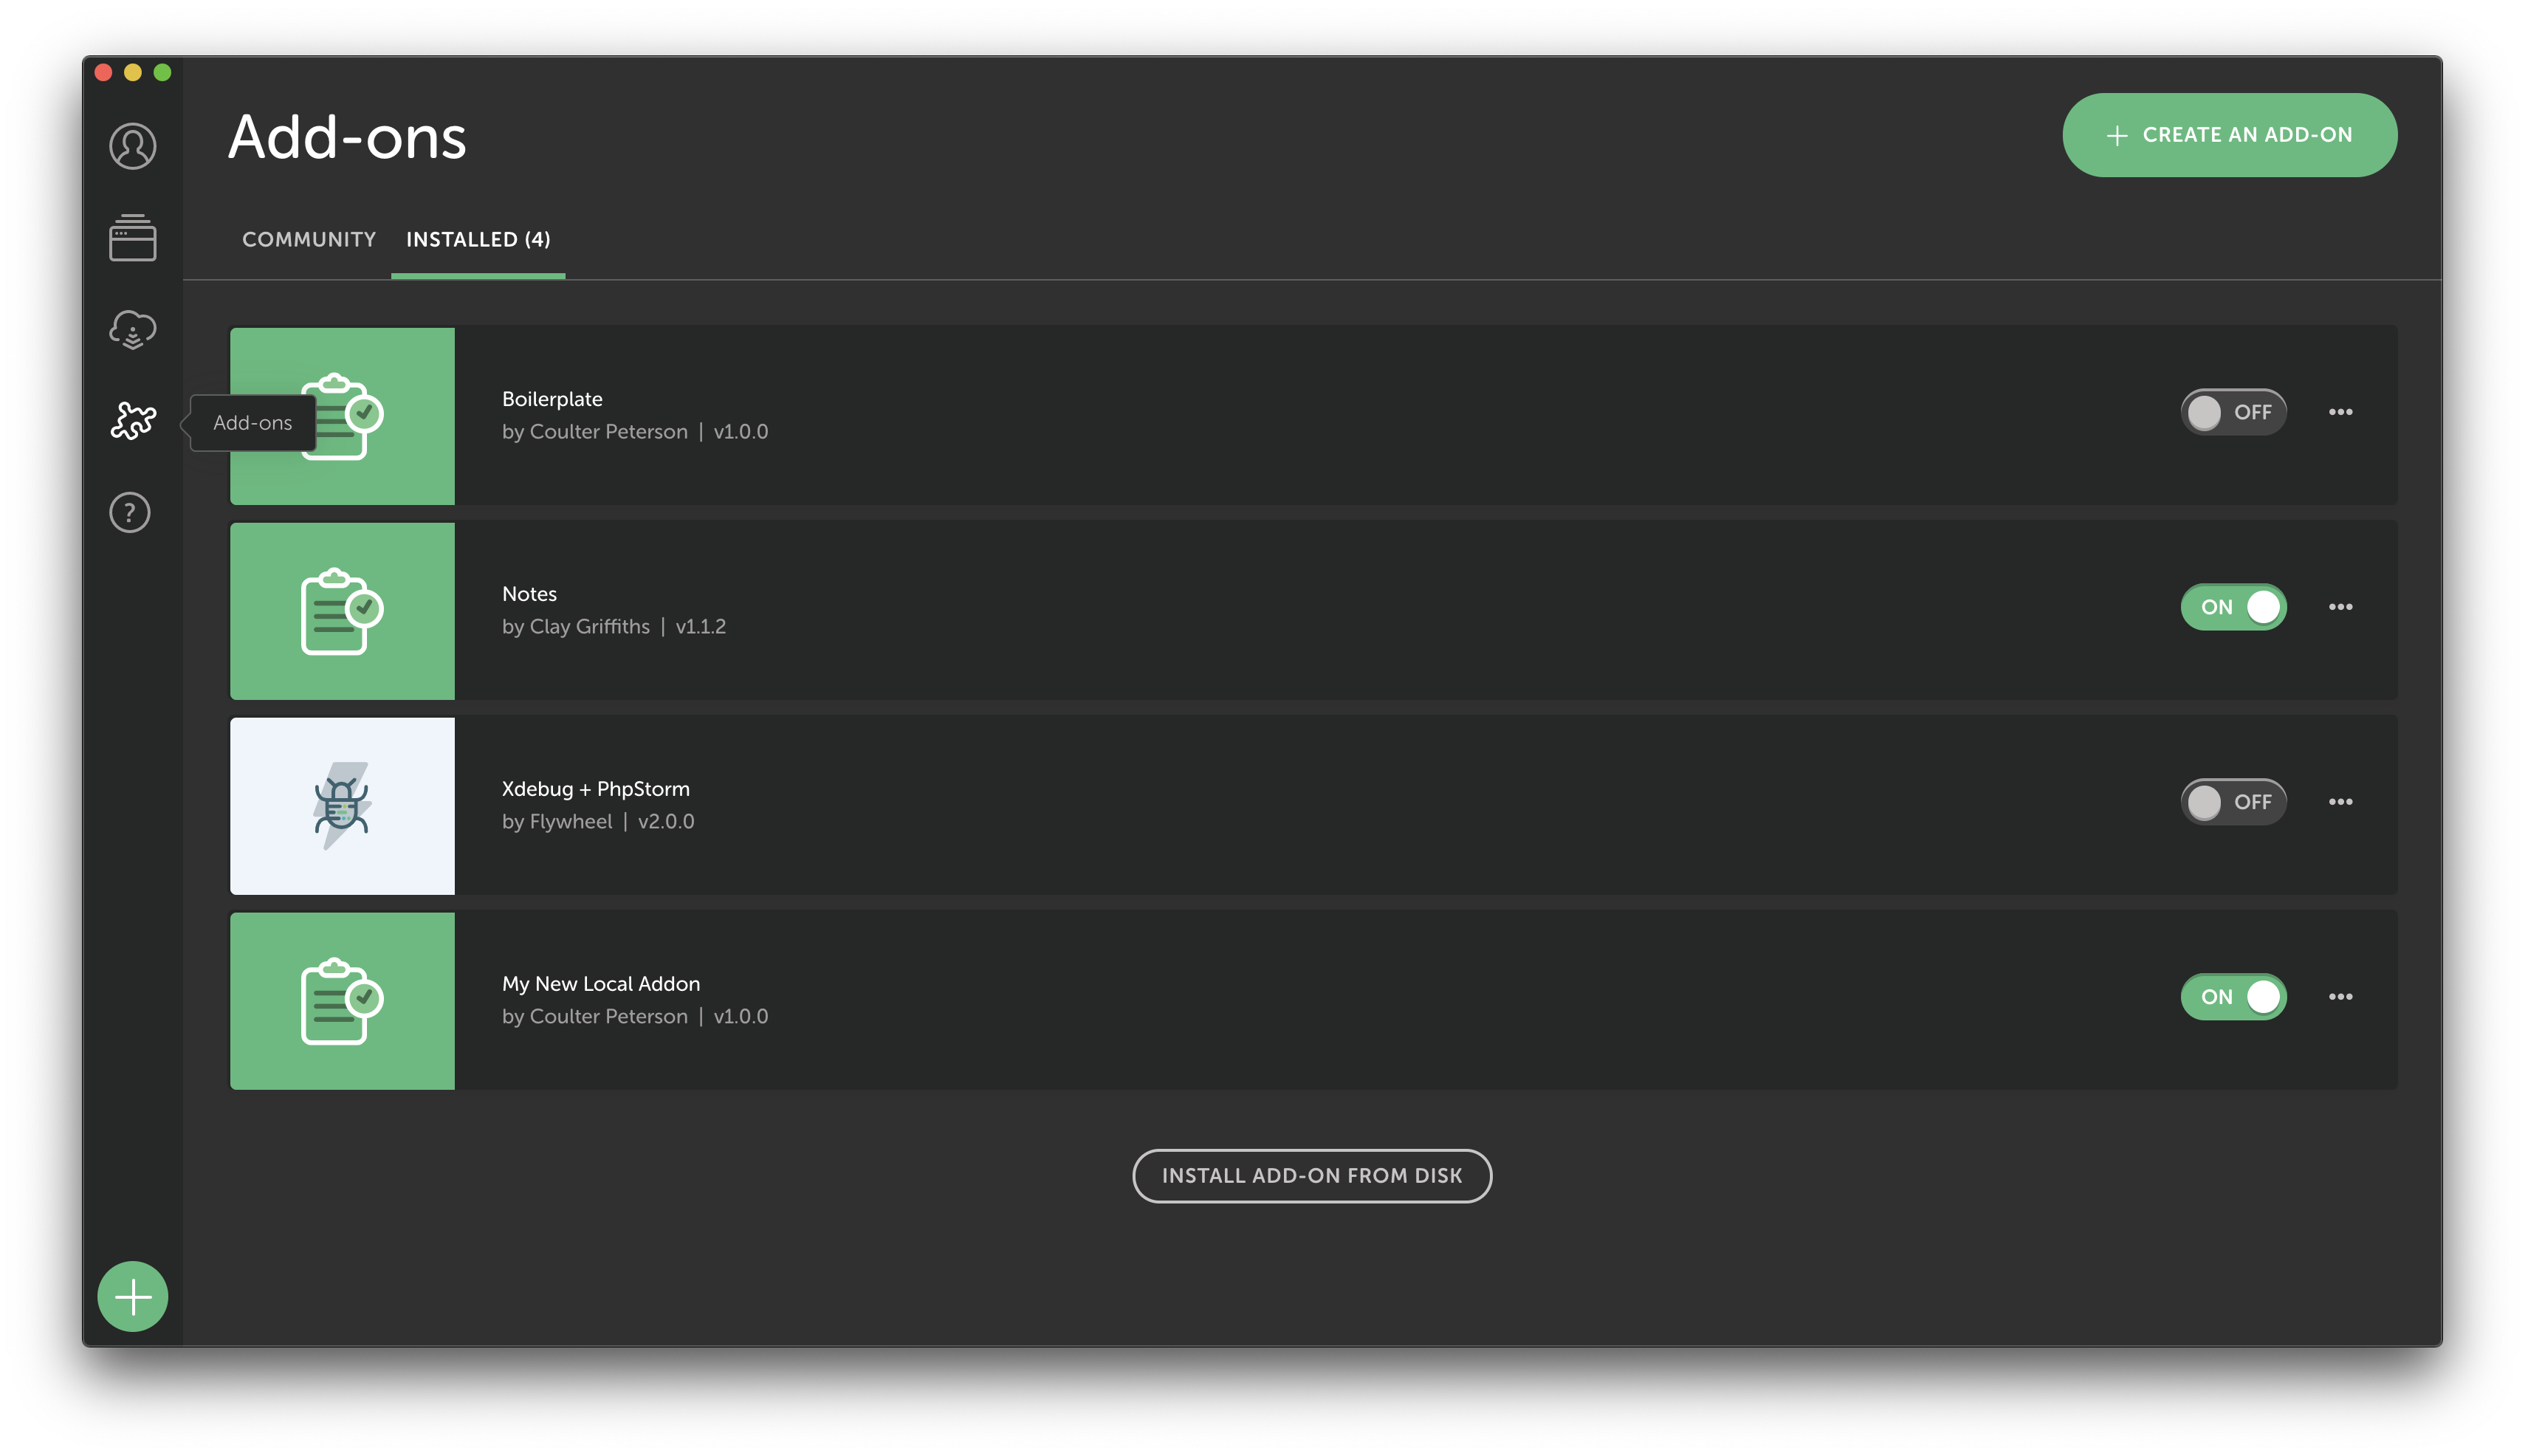 Add-ons
CREATE AN ADD-ON
COMMUNITY
INSTALLED (4)
Add-ons
Boilerplate
by Coulter Peterson | v1.0.0
OFF
Notes
by Clay Griffiths | v1.1.2
ON
Xdebug + PhpStorm
by Flywheel | v2.0.0
OFF
My New Local Addon
by Coulter Peterson | v1.0.0
ON
INSTALL ADD-ON FROM DISK